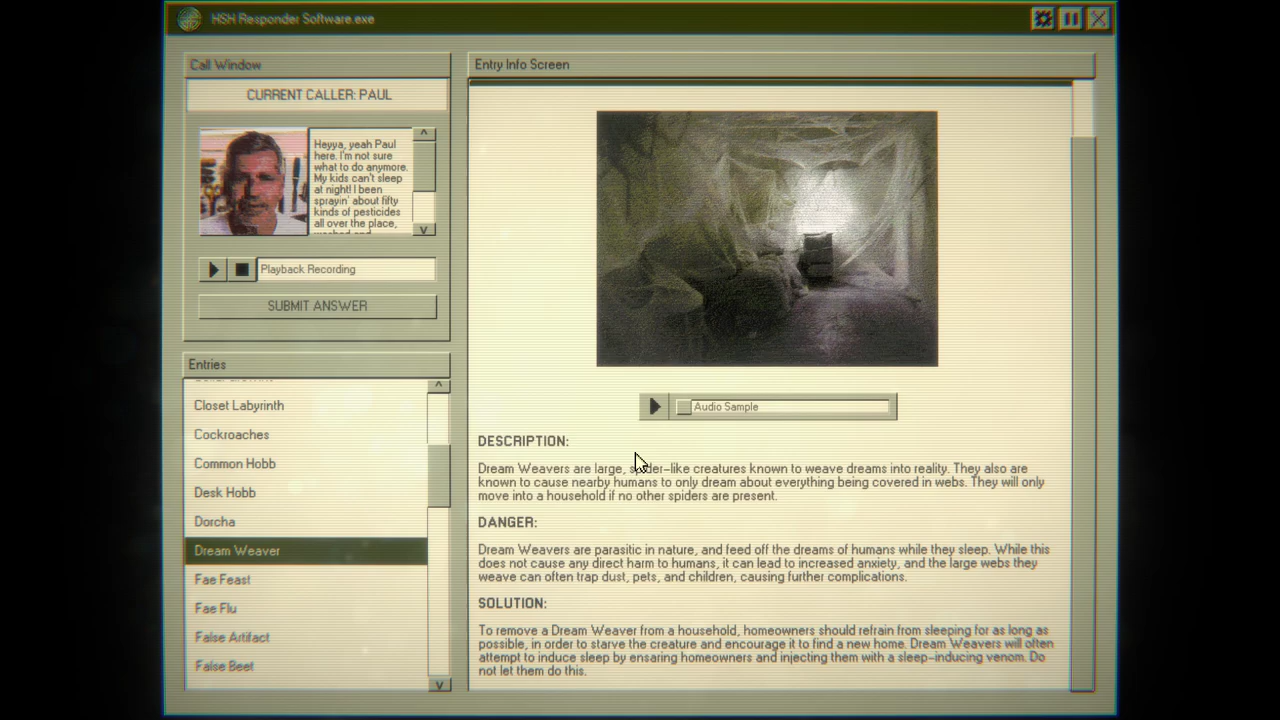 HSH Responder Software.exe
Call Window
CURRENT CALLER: PAUL
Heyya, yeah Paul
here. I'm not sure
what to do anymore.
My kids can't sleep
at night! I been
sprayin' about fifty
kinds of pesticides
all over the place,
Playback Recording
SUBMIT ANSWER
Entries
Closet Labyrinth
Cockroaches
Common Hobb
Desk Hobb
Dorcha
Dream Weaver
Fae Feast
Fae Flu
False Artifact
False Beet
Entry Info Screen
Audio Sample
DESCRIPTION:
Dream Weavers are large, spider-like creatures known to weave dreams into reality. They also are
known to cause nearby humans to only dream about everything being covered in webs. They will only
move into a household if no other spiders are present.
DANGER:
Dream Weavers are parasitic in nature, and feed off the dreams of humans while they sleep. While this
does not cause any direct harm to humans, it can lead to increased anxiety, and the large webs they
weave can often trap dust, pets, and children, causing further complications.
SOLUTION:
To remove a Dream Weaver from a household, homeowners should refrain from sleeping for as long as
possible, in order to starve the creature and encourage it to find a new home. Dream Weavers will often
attempt to induce sleep by ensaring homeowners and injecting them with a sleep-inducing venom. Do
not let them do this.